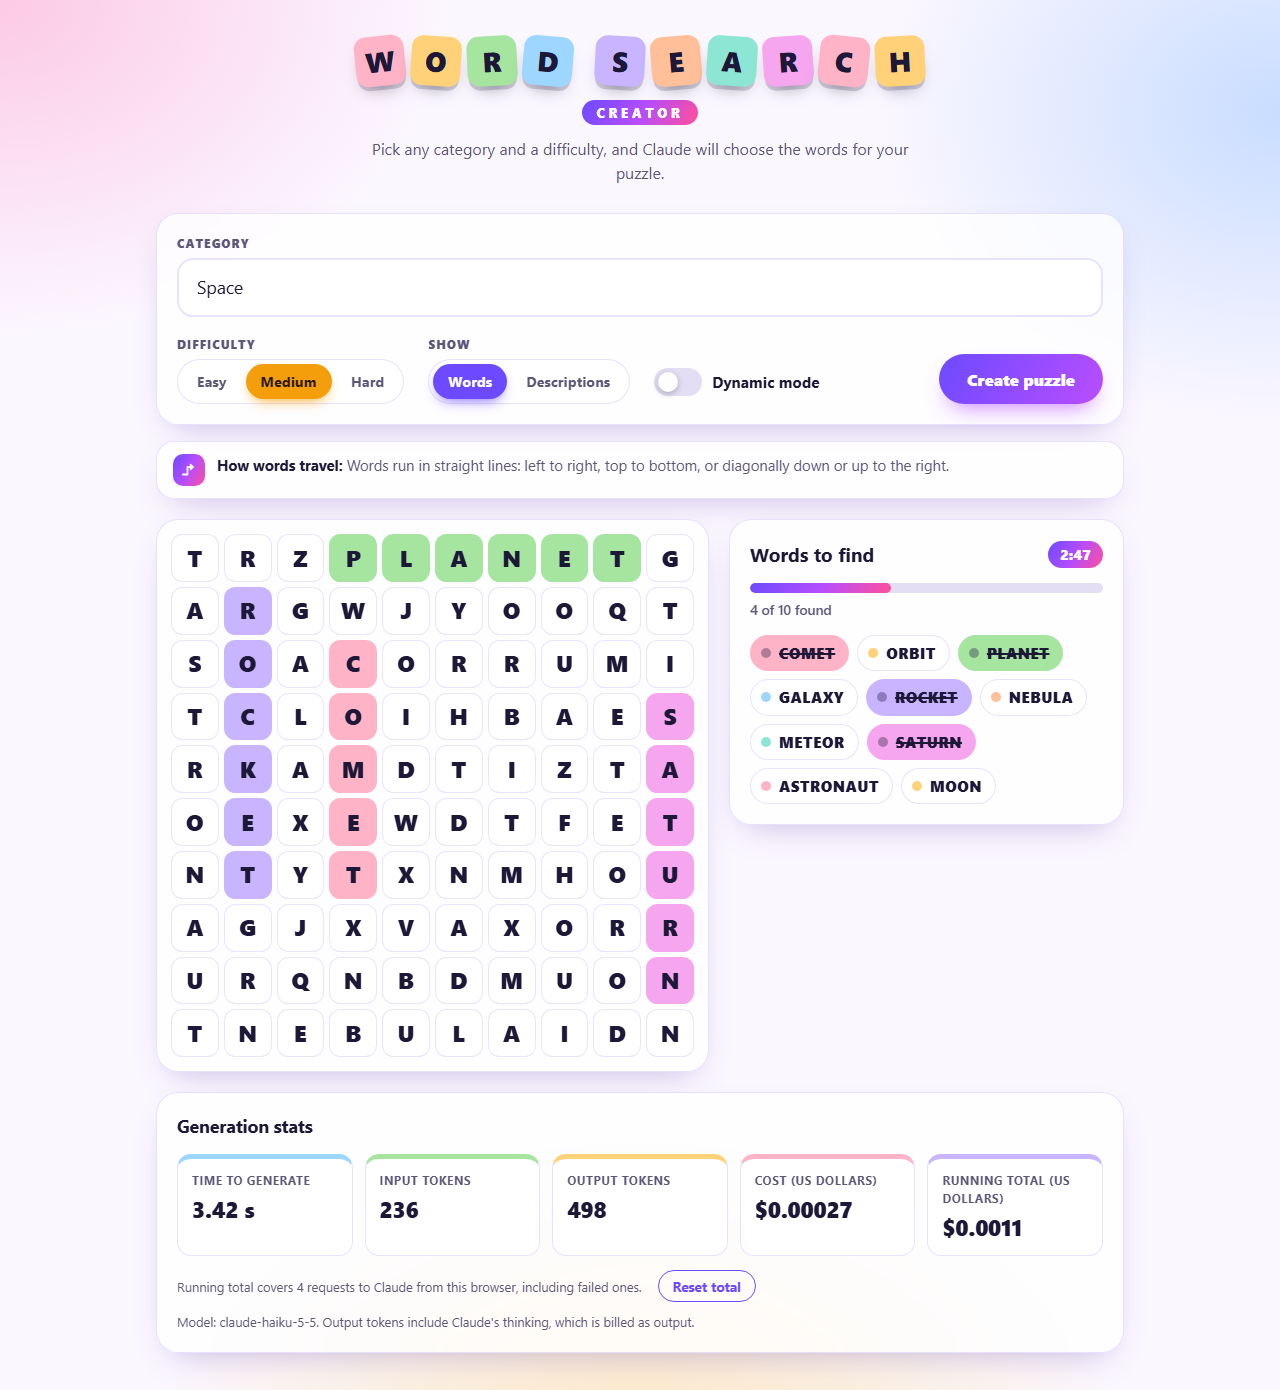 WORD SEARCH
CREATOR
Pick any category and a difficulty, and Claude will choose the words for your
puzzle.
CATEGORY
Space
DIFFICULTY
SHOW
Easy Medium Hard
Words Descriptions
Dynamic mode
Create puzzle
How words travel: Words run in straight lines: left to right, top to bottom, or diagonally down or up to the right.
T R Z P L A N E T G
A R G W J Y O O Q T
S O A C O R R U M I
T C L O I H B A E S
R K A M D T I Z T A
O E X E W D T F E T
N T Y T X N M H O U
A G J X V A X O R R
U R Q N B D M U O N
T N E B U L A I D N
Words to find
2:47
4 of 10 found
COMET ORBIT PLANET
GALAXY ROCKET NEBULA
METEOR SATURN
ASTRONAUT MOON
Generation stats
TIME TO GENERATE
3.42 s
INPUT TOKENS
236
OUTPUT TOKENS
498
COST (US DOLLARS)
$0.00027
RUNNING TOTAL (US
DOLLARS)
$0.0011
Running total covers 4 requests to Claude from this browser, including failed ones.
Reset total
Model: claude-haiku-5-5. Output tokens include Claude's thinking, which is billed as output.